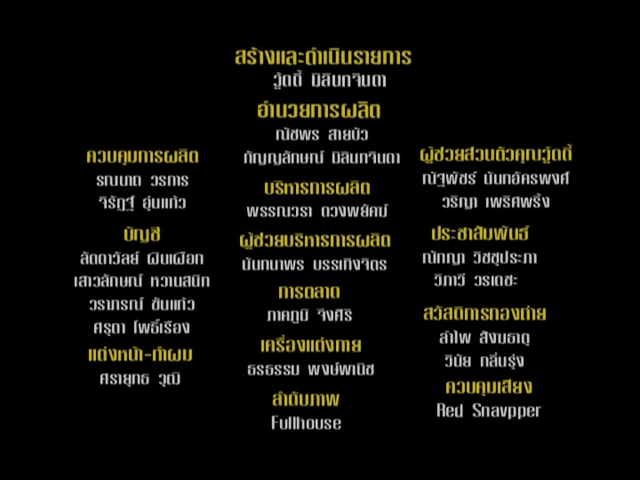 สร้างและดำเนินรายการ
วู้ดดี้ มิลินทจินดา
อำนวยการผลิต
ณัชพร สายบัว
กัญญลักษณ์ มิลินทจินดา
ควบคุมการผลิต
รณนาด วรการ
จิรัฏฐ์ อุ่นแก้ว
บัญชี
ลัดดาวัลย์ ฝันเผือก
เสาวลักษณ์ หวานสนิท
วราภรณ์ ขันแก้ว
ศรุดา โพธิ์เรือง
แต่งหน้า-ทำผม
ศรายุทธ วุฒิ
บริหารการผลิต
พรรณวรา ดวงพยัคฆ์
ผู้ช่วยบริหารการผลิต
นันทนาพร บรรเทิงจิตร
การตลาด
ภาคภูมิ จึงศิริ
เครื่องแต่งกาย
ธรธรรม พงษ์พานิช
ลำดับภาพ
Fullhouse
ผู้ช่วยส่วนตัวคุณวู้ดดี้
ณัฐพัชร์ นันทอัครพงศ์
วริญา เพริศพริ้ง
ประชาสัมพันธ์
ณัทญา วิชชุประภา
วิภาวี วรเดชะ
สวัสดิการกองถ่าย
ลำไพ สังฆธาตุ
วินัย กลิ่นรุ่ง
ควบคุมเสียง
Red Snavpper